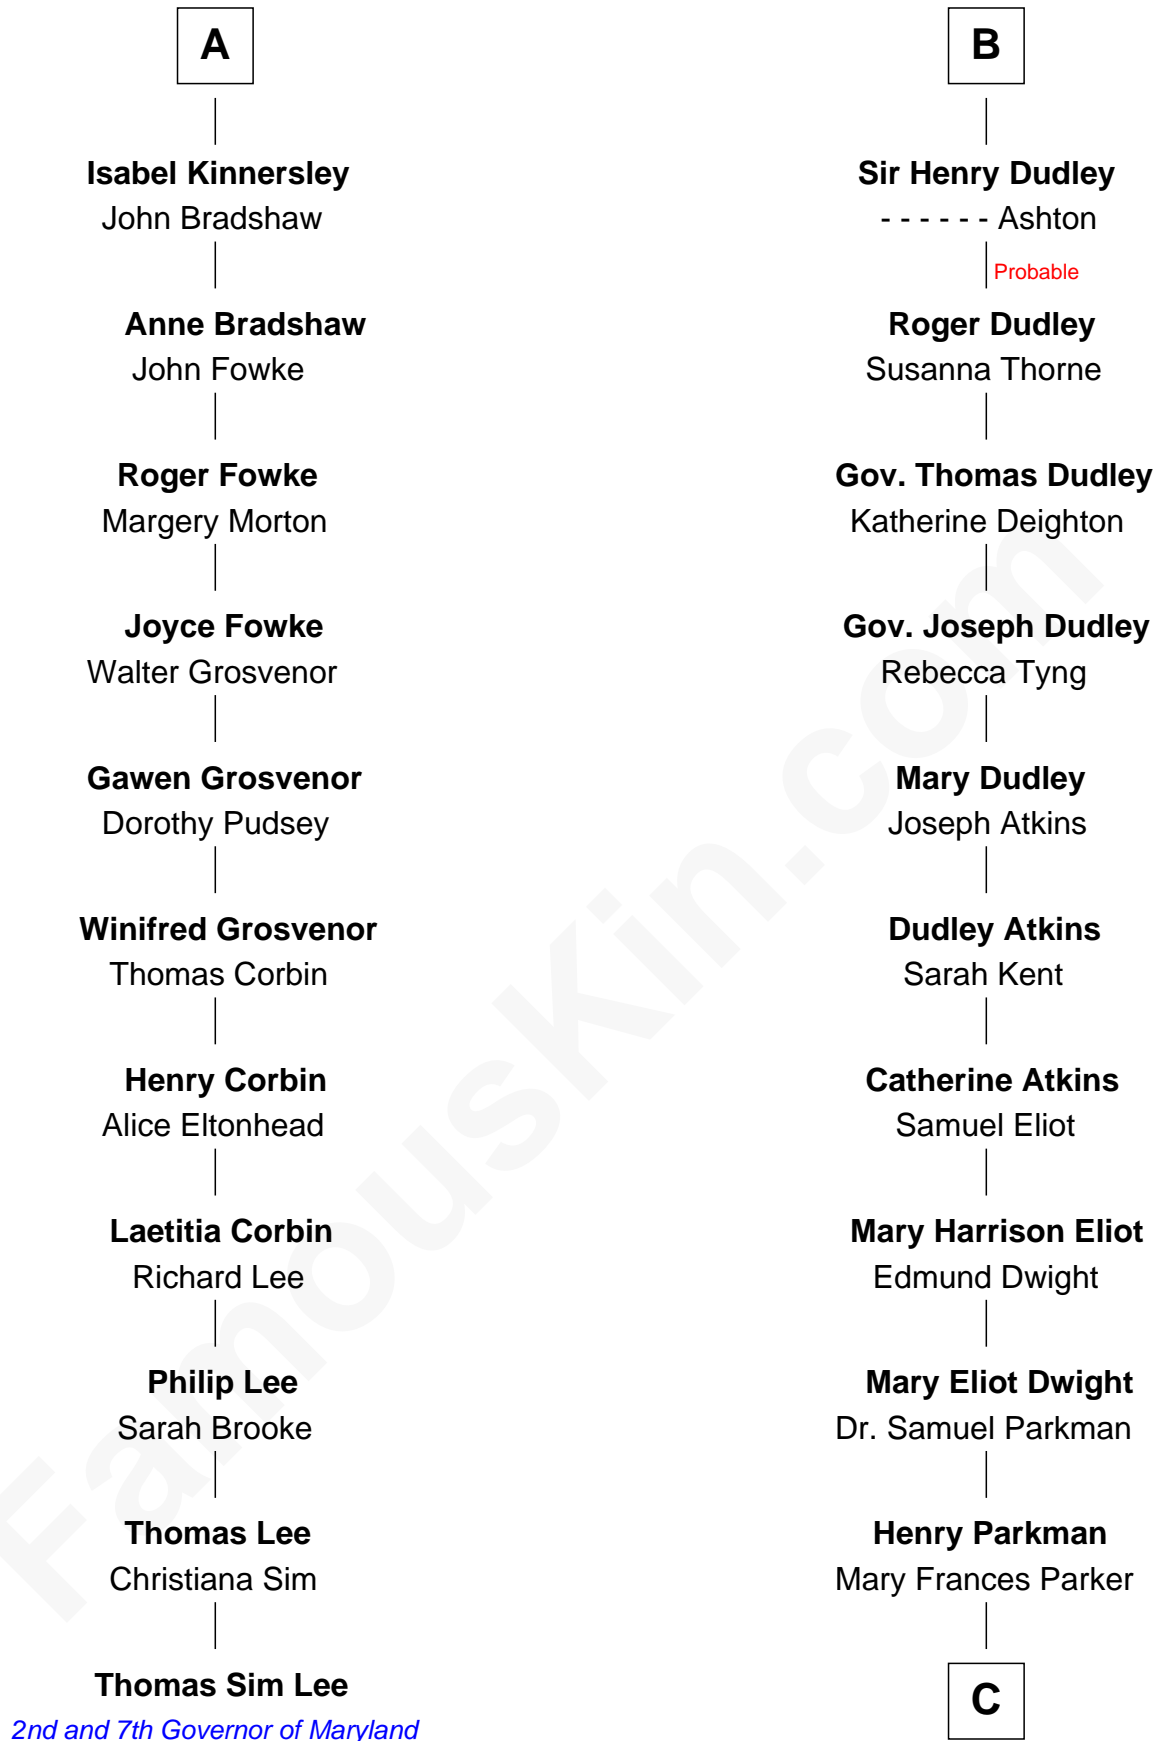 A
Isabel Kinnersley
John Bradshaw
Anne Bradshaw
John Fowke
Roger Fowke
Margery Morton
Joyce Fowke
Walter Grosvenor
Gawen Grosvenor
Dorothy Pudsey
Winifred Grosvenor
Thomas Corbin
Henry Corbin
Alice Eltonhead
Laetitia Corbin
Richard Lee
Philip Lee
Sarah Brooke
Thomas Lee
Christiana Sim
Thomas Sim Lee
2nd and 7th Governor of Maryland
B
Sir Henry Dudley
- - - - - - Ashton
Probable
Roger Dudley
Susanna Thorne
Gov. Thomas Dudley
Katherine Deighton
Gov. Joseph Dudley
Rebecca Tyng
Mary Dudley
Joseph Atkins
Dudley Atkins
Sarah Kent
Catherine Atkins
Samuel Eliot
Mary Harrison Eliot
Edmund Dwight
Mary Eliot Dwight
Dr. Samuel Parkman
Henry Parkman
Mary Frances Parker
C
FamousKin.com